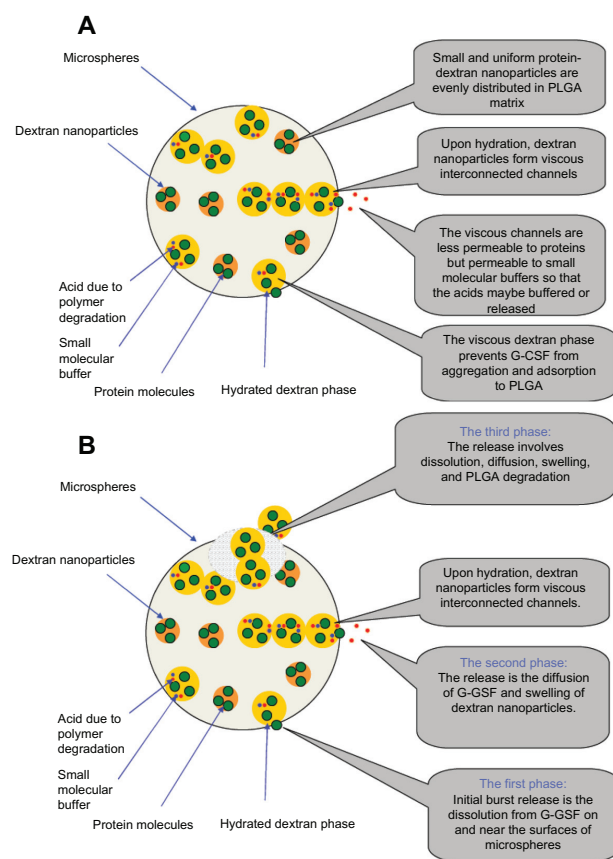 A
Microspheres
Dextran nanoparticles
Acid due to
polymer
degradation
Small
molecular
buffer
Protein molecules
Hydrated dextran phase
Small and uniform protein-
dextran nanoparticles are
evenly distributed in PLGA
matrix
Upon hydration, dextran
nanoparticles form viscous
interconnected channels
The viscous channels are
less permeable to proteins
but permeable to small
molecular buffers so that
the acids maybe buffered or
released
The viscous dextran phase
prevents G-CSF from
aggregation and adsorption
to PLGA
B
Microspheres
Dextran nanoparticles
Acid due to
polymer
degradation
Small
molecular
buffer
Protein molecules
Hydrated dextran phase
The third phase:
The release involves
dissolution, diffusion, swelling,
and PLGA degradation
Upon hydration, dextran
nanoparticles form viscous
interconnected channels.
The second phase:
The release is the diffusion
of G-GSF and swelling of
dextran nanoparticles.
The first phase:
Initial burst release is the
dissolution from G-GSF on
and near the surfaces of
microspheres